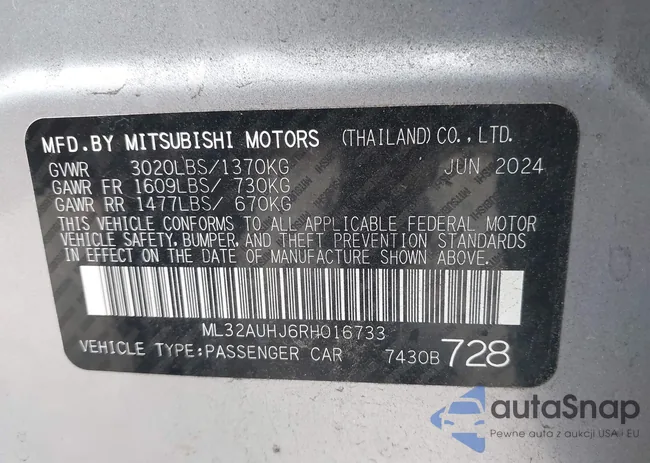 MFD.BY MITSUBISHI MOTORS (THAILAND) CO., LTD.
GVWR 3020LBS/1370KG JUN 2024
GAWR FR 1609LBS/ 730KG
GAWR RR 1477LBS/ 670KG
THIS VEHICLE CONFORMS TO ALL APPLICABLE FEDERAL MOTOR
VEHICLE SAFETY, BUMPER, AND THEFT PREVENTION STANDARDS
IN EFFECT ON THE DATE OF MANUFACTURE SHOWN ABOVE.
ML32AUHJ6RH016733
VEHICLE TYPE:PASSENGER CAR 7430B 728
autoSnap
Pewne auta z aukcji USA i EU